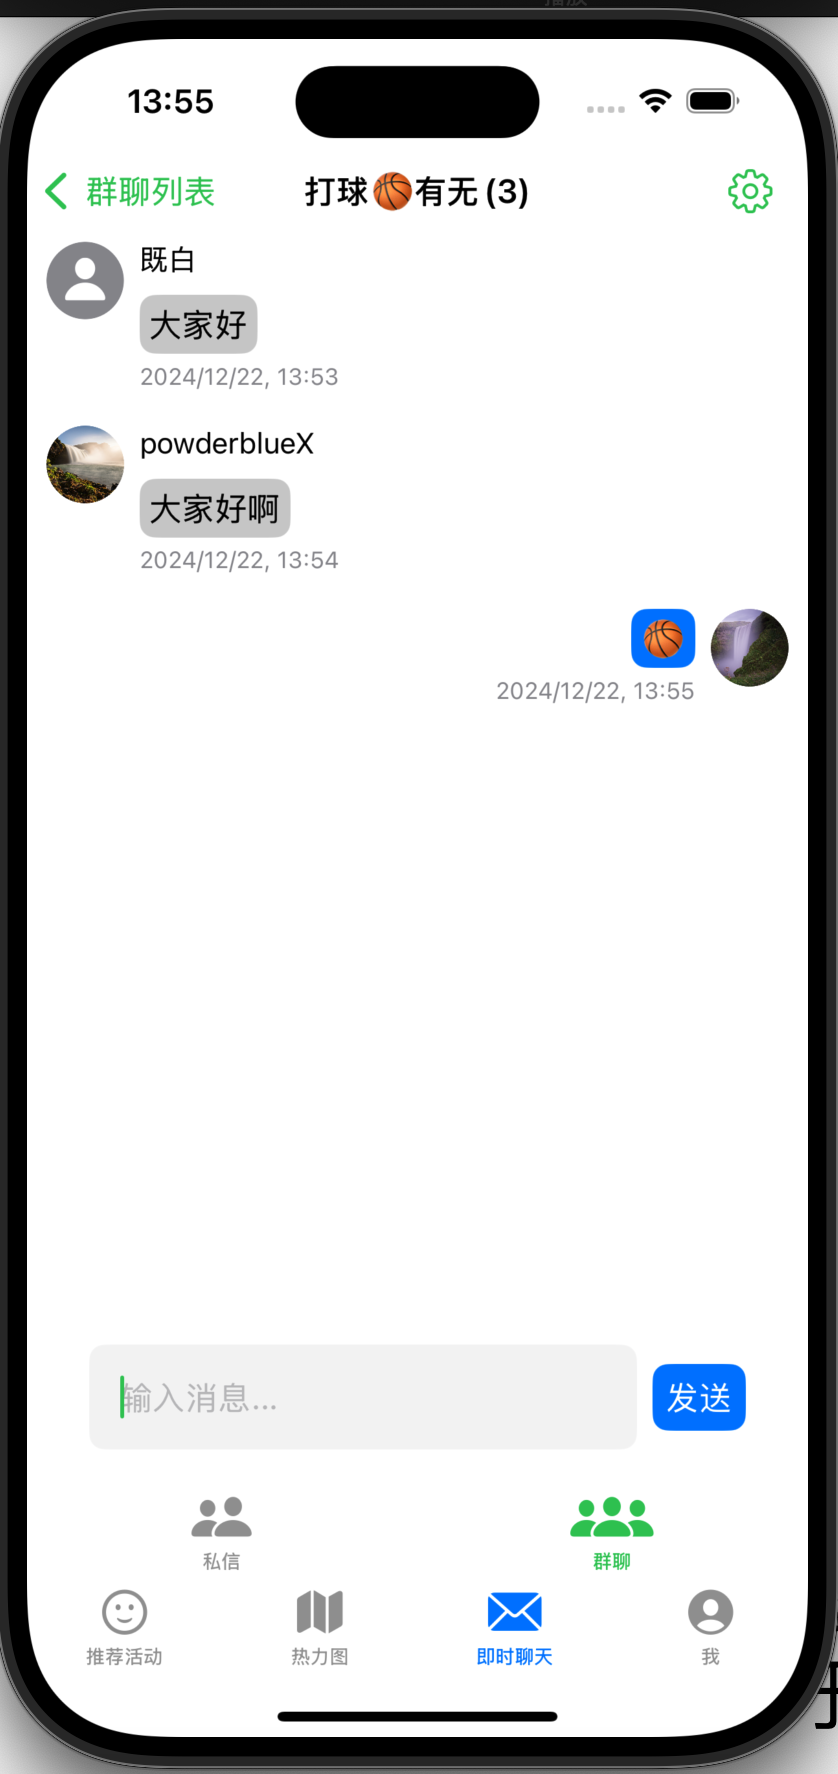 13:55
群聊列表
打球🏀有无 (3)
既白
大家好
2024/12/22, 13:53
powderblueX
大家好啊
2024/12/22, 13:54
🏀
2024/12/22, 13:55
输入消息...
发送
私信
群聊
推荐活动
热力图
即时聊天
我